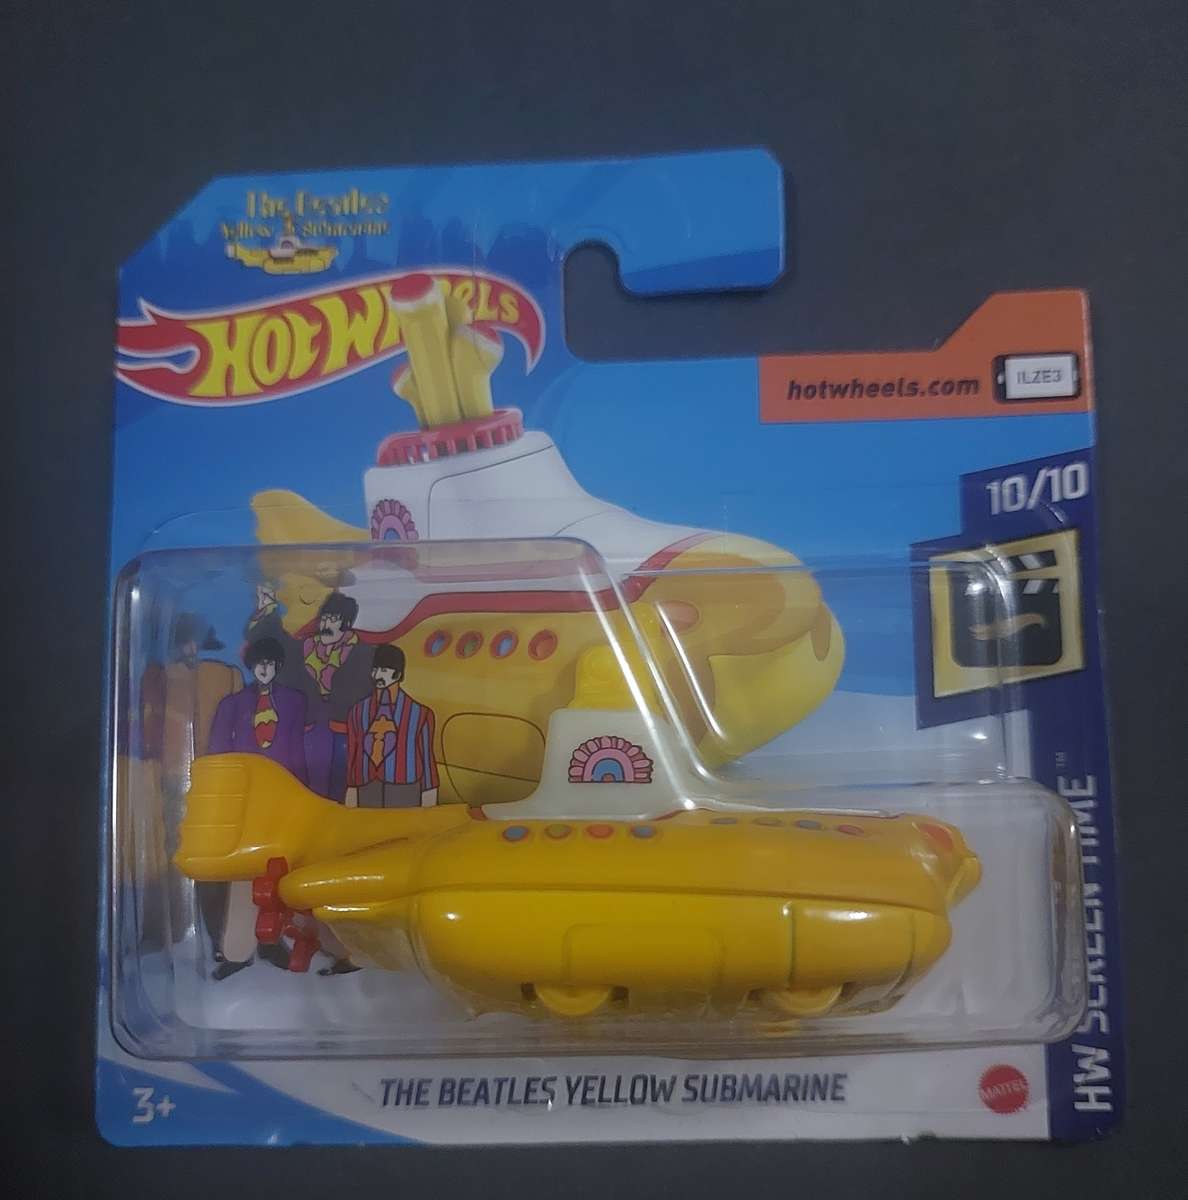 The Beatles
Yellow Submarine
HOT WHEELS
hotwheels.com
ILZE3
10/10
HW SCREEN TIME™
THE BEATLES YELLOW SUBMARINE
MATTEL
3+